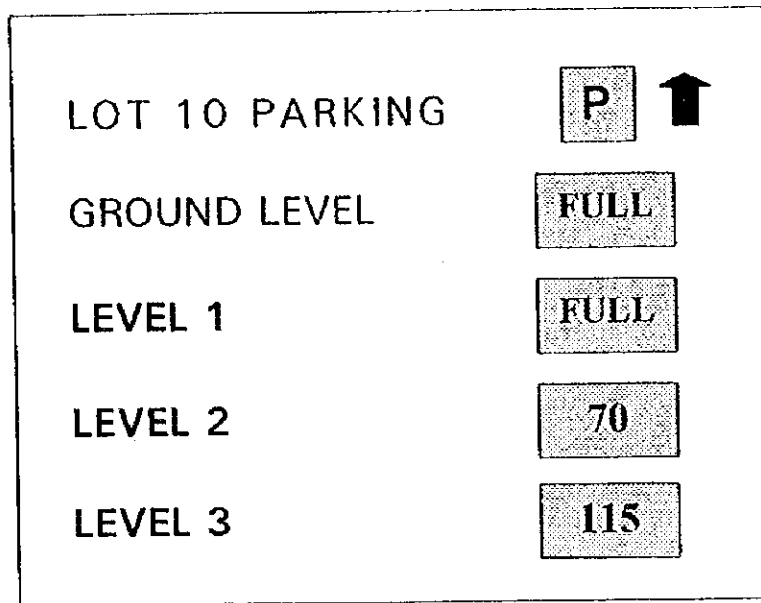 LOT 10 PARKING P
GROUND LEVEL FULL
LEVEL 1 FULL
LEVEL 2 70
LEVEL 3 115